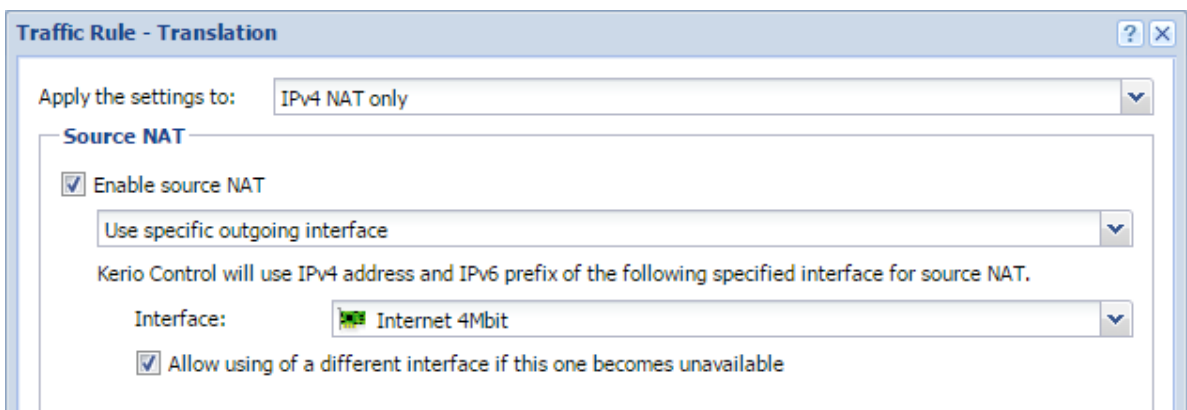 Traffic Rule - Translation ?
Apply the settings to: IPv4 NAT only
Source NAT
Enable source NAT
Use specific outgoing interface
Kerio Control will use IPv4 address and IPv6 prefix of the following specified interface for source NAT.
Interface: Internet 4Mbit
Allow using of a different interface if this one becomes unavailable